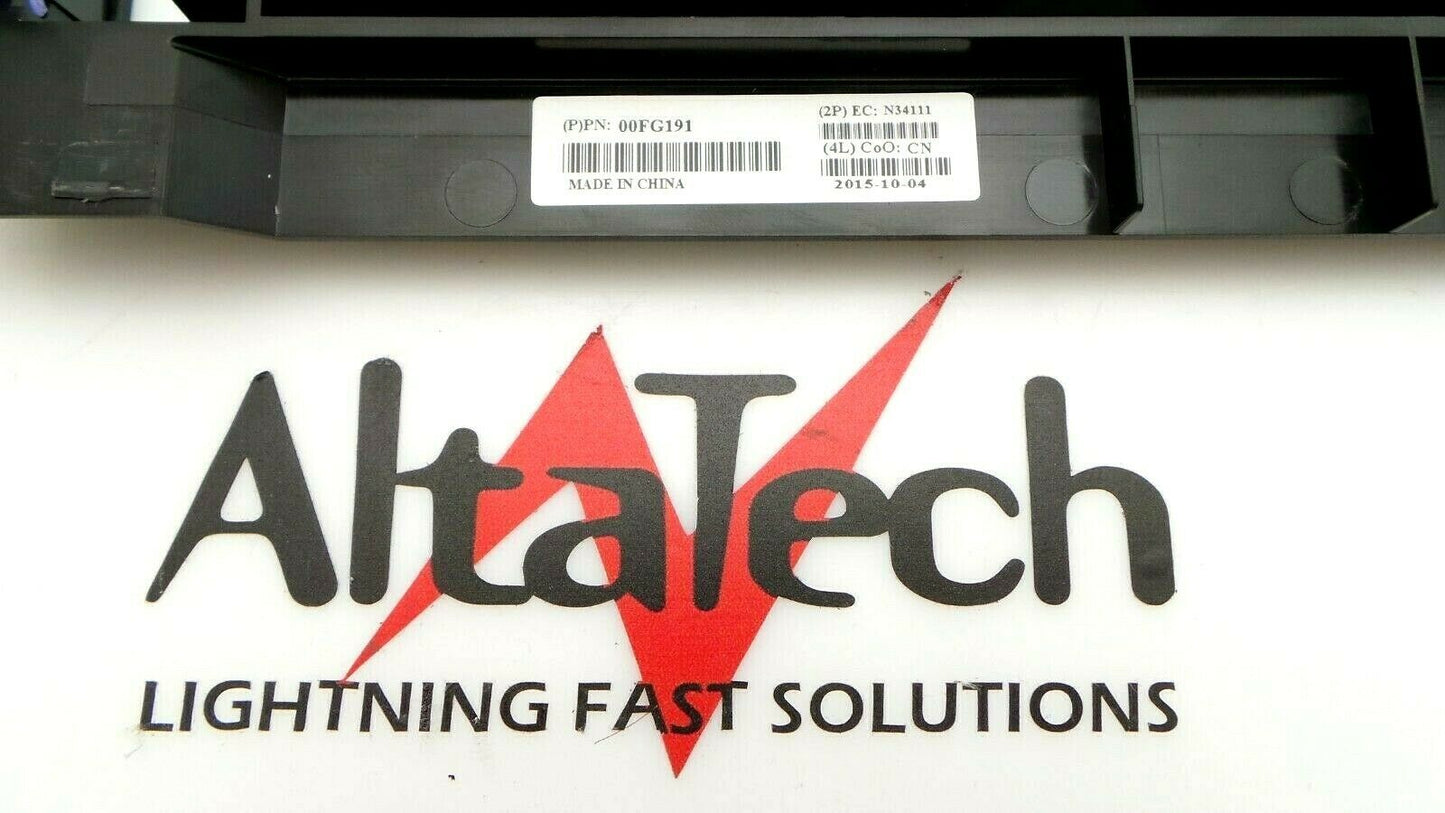 (P)PN: 00FG191
MADE IN CHINA
(2P) EC: N34111
(4L) CoO: CN
2015-10-04
AltaTech
LIGHTNING FAST SOLUTIONS